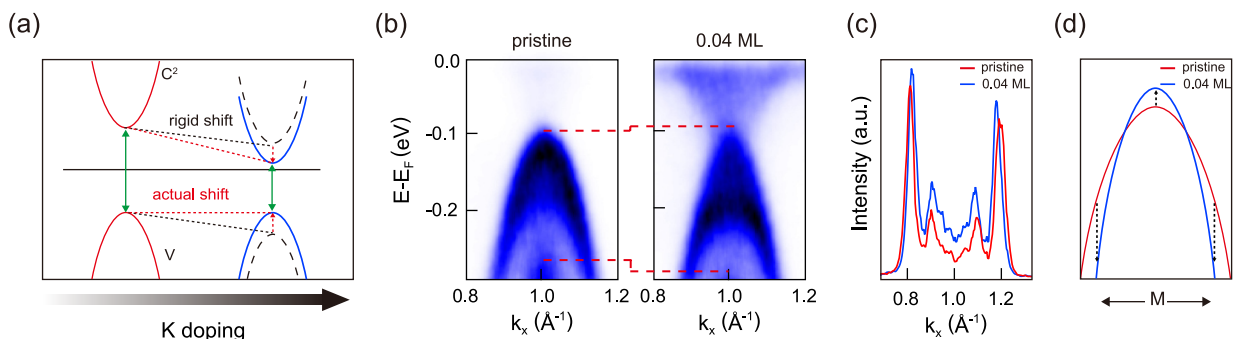 (a)
C²
rigid shift
actual shift
V
K doping
(b)
pristine
0.04 ML
0.0
-0.1
-0.2
E-E_F (eV)
0.8
1.0
1.2
0.8
1.0
1.2
k_x (Å⁻¹)
k_x (Å⁻¹)
(c)
pristine
0.04 ML
Intensity (a.u.)
0.8
1.0
1.2
k_x (Å⁻¹)
(d)
pristine
0.04 ML
M